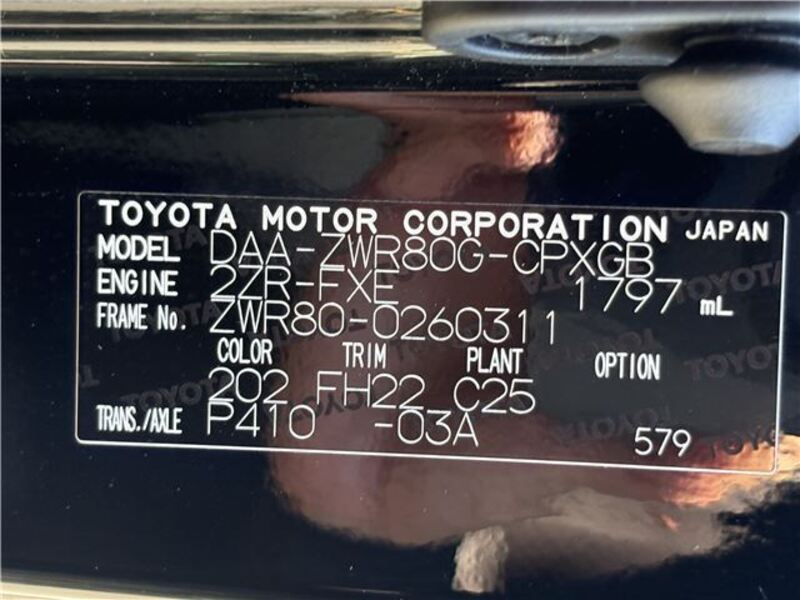 TOYOTA MOTOR CORPORATION JAPAN
MODEL DAA-ZWR80G-CPXGB
ENGINE 2ZR-FXE 1797 mL
FRAME No. ZWR80-0260311
COLOR TRIM PLANT OPTION
202 FH22 C25
TRANS./AXLE P410 -03A 579